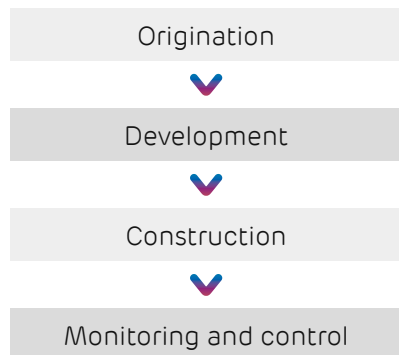 Origination
Development
Construction
Monitoring and control